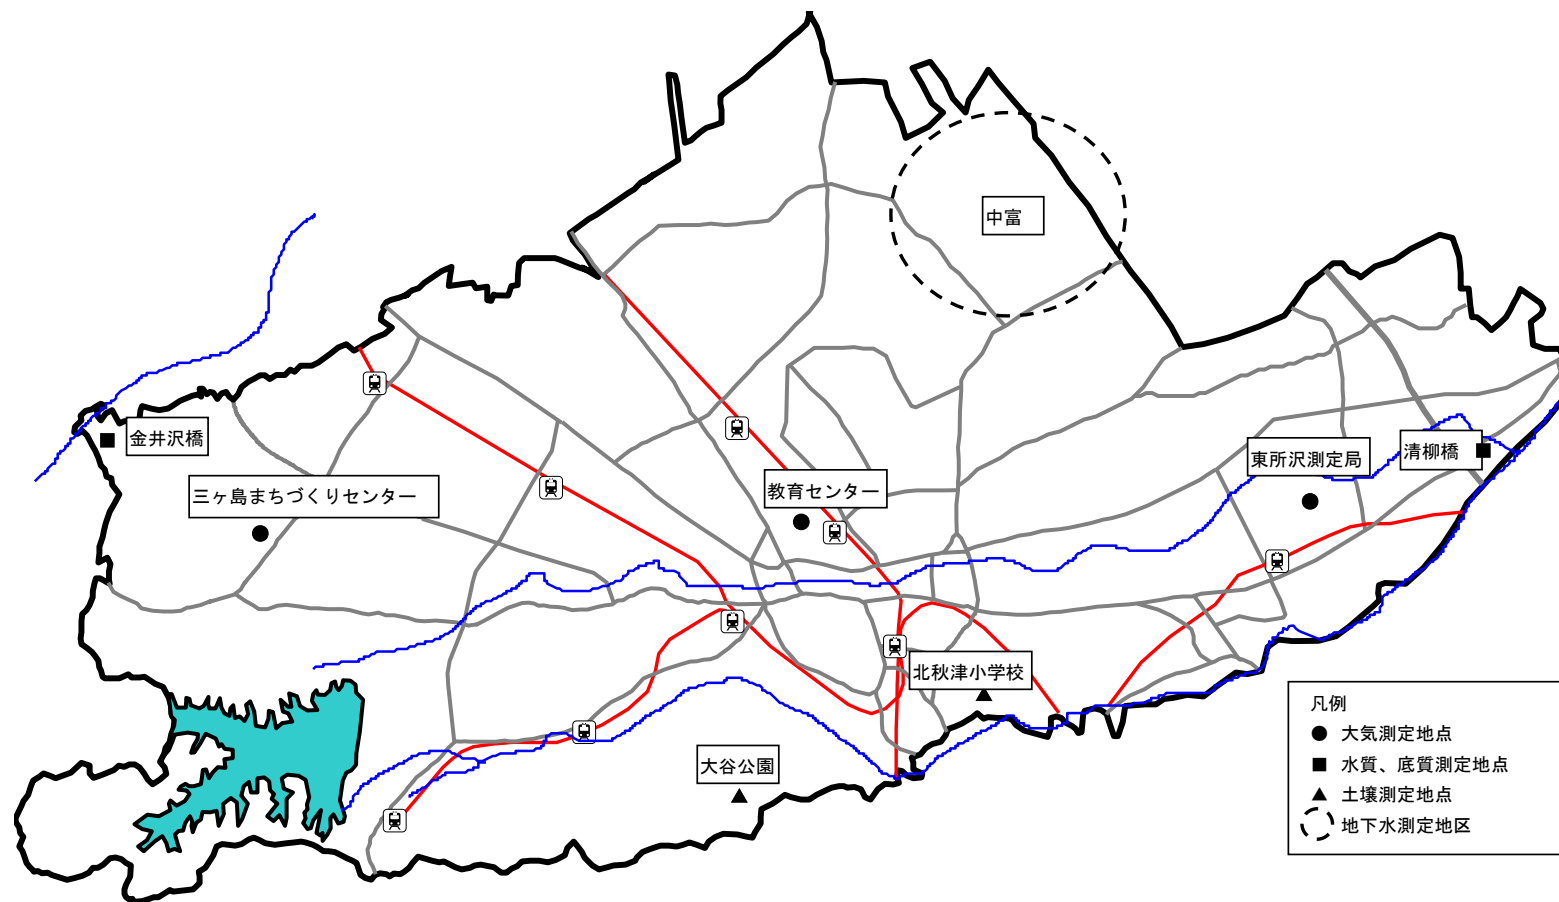 中富
金井沢橋
三ヶ島まちづくりセンター
教育センター
東所沢測定局
清柳橋
北秋津小学校
大谷公園
凡例
大気測定地点
水質、底質測定地点
土壌測定地点
地下水測定地区